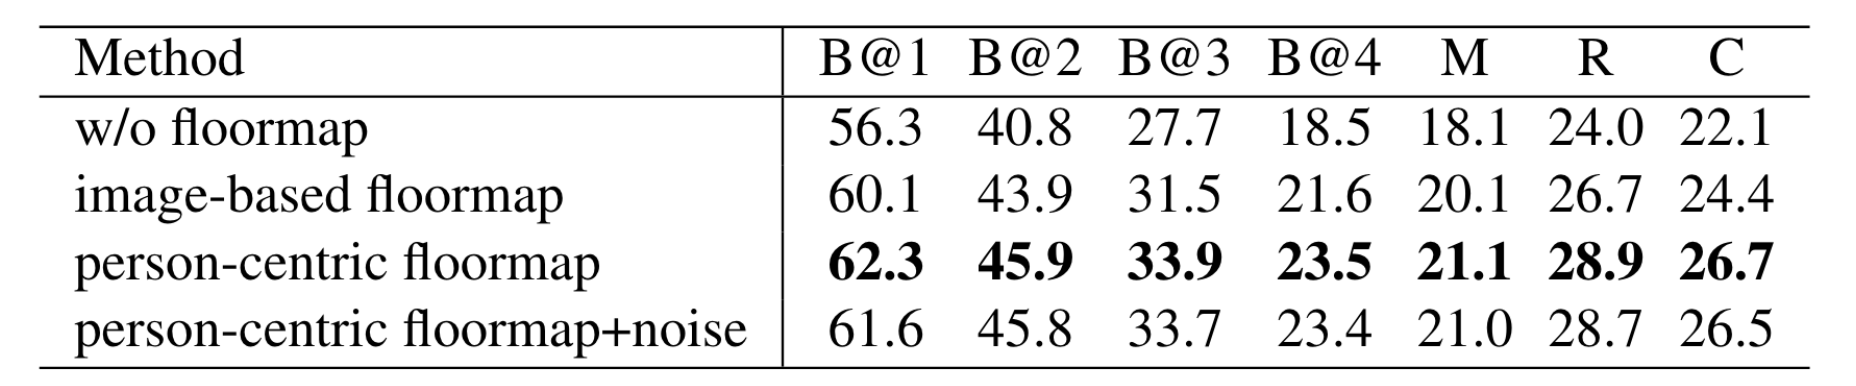 Method B@1 B@2 B@3 B@4 M R C
w/o floormap 56.3 40.8 27.7 18.5 18.1 24.0 22.1
image-based floormap 60.1 43.9 31.5 21.6 20.1 26.7 24.4
person-centric floormap 62.3 45.9 33.9 23.5 21.1 28.9 26.7
person-centric floormap+noise 61.6 45.8 33.7 23.4 21.0 28.7 26.5